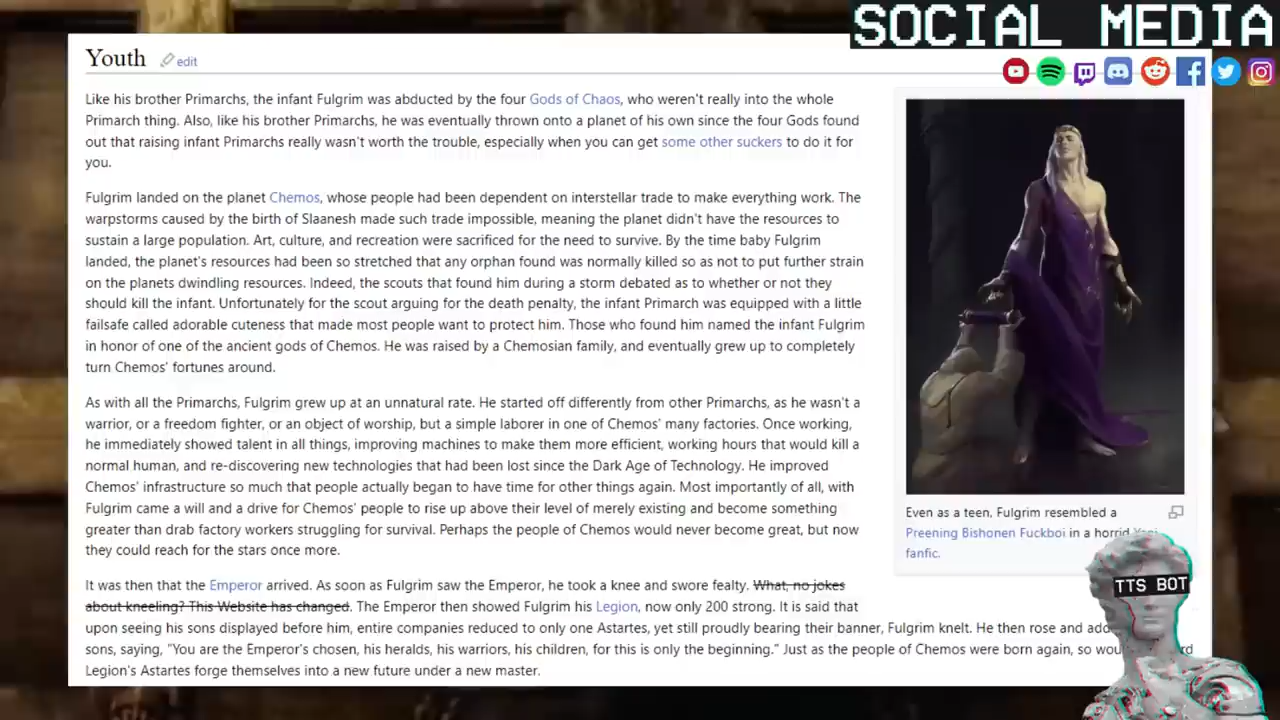 SOCIAL MEDIA
Youth edit
Like his brother Primarchs, the infant Fulgrim was abducted by the four Gods of Chaos, who weren't really into the whole
Primarch thing. Also, like his brother Primarchs, he was eventually thrown onto a planet of his own since the four Gods found
out that raising infant Primarchs really wasn't worth the trouble, especially when you can get some other suckers to do it for
you.
Fulgrim landed on the planet Chemos, whose people had been dependent on interstellar trade to make everything work. The
warpstorms caused by the birth of Slaanesh made such trade impossible, meaning the planet didn't have the resources to
sustain a large population. Art, culture, and recreation were sacrificed for the need to survive. By the time baby Fulgrim
landed, the planet's resources had been so stretched that any orphan found was normally killed so as not to put further strain
on the planets dwindling resources. Indeed, the scouts that found him during a storm debated as to whether or not they
should kill the infant. Unfortunately for the scout arguing for the death penalty, the infant Primarch was equipped with a little
failsafe called adorable cuteness that made most people want to protect him. Those who found him named the infant Fulgrim
in honor of one of the ancient gods of Chemos. He was raised by a Chemosian family, and eventually grew up to completely
turn Chemos' fortunes around.
As with all the Primarchs, Fulgrim grew up at an unnatural rate. He started off differently from other Primarchs, as he wasn't a
warrior, or a freedom fighter, or an object of worship, but a simple laborer in one of Chemos' many factories. Once working,
he immediately showed talent in all things, improving machines to make them more efficient, working hours that would kill a
normal human, and re-discovering new technologies that had been lost since the Dark Age of Technology. He improved
Chemos' infrastructure so much that people actually began to have time for other things again. Most importantly of all, with
Fulgrim came a will and a drive for Chemos' people to rise up above their level of merely existing and become something
greater than drab factory workers struggling for survival. Perhaps the people of Chemos would never become great, but now
they could reach for the stars once more.
It was then that the Emperor arrived. As soon as Fulgrim saw the Emperor, he took a knee and swore fealty. What, no jokes
about kneeling? This Website has changed. The Emperor then showed Fulgrim his Legion, now only 200 strong. It is said that
upon seeing his sons displayed before him, entire companies reduced to only one Astartes, yet still proudly bearing their banner, Fulgrim knelt. He then rose and
sons, saying, "You are the Emperor's chosen, his heralds, his warriors, his children, for this is only the beginning." Just as the people of Chemos were born again, so
Legion's Astartes forge themselves into a new future under a new master.
Even as a teen, Fulgrim resembled a
Preening Bishonen Fuckboi in a horrid
fanfic.
TTS BOT